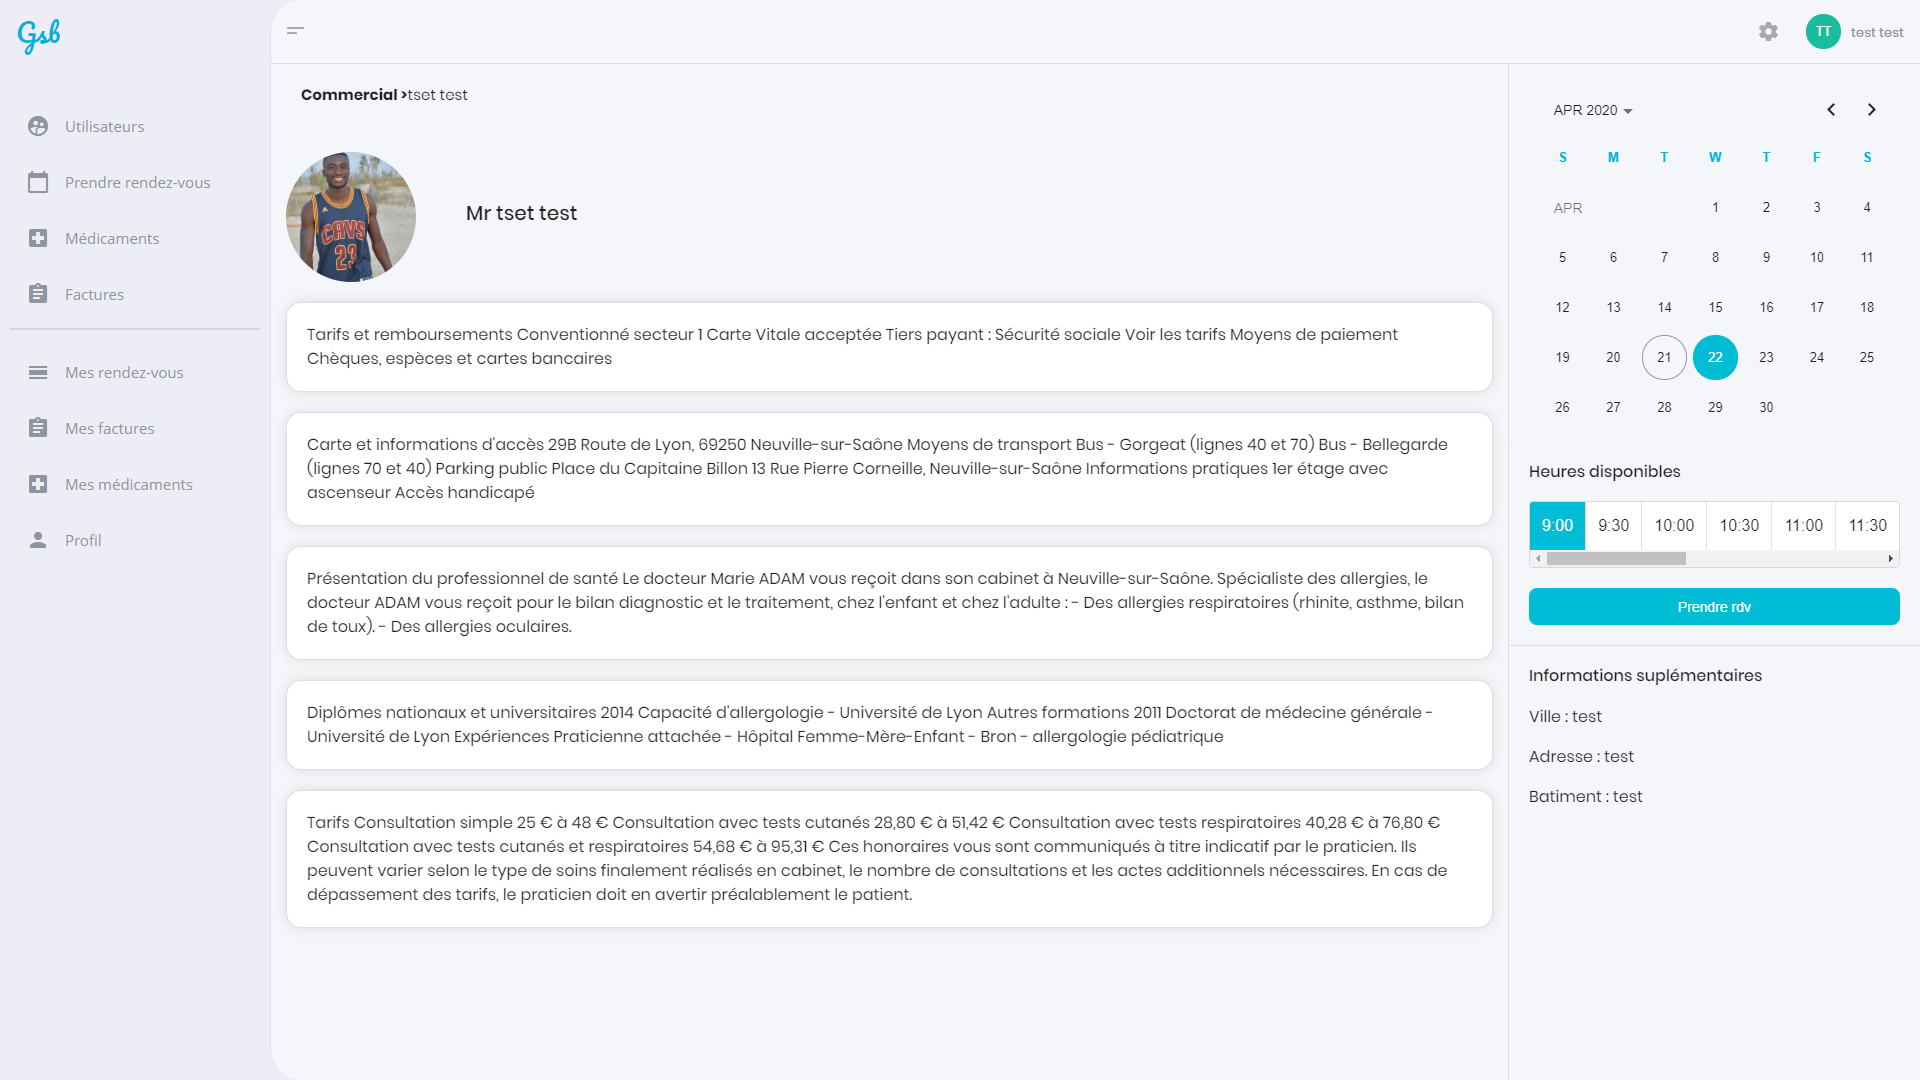 Gsb
TT
test test
Utilisateurs
Prendre rendez-vous
Médicaments
Factures
Mes rendez-vous
Mes factures
Mes médicaments
Profil
Commercial >tset test
CAVS
23
Mr tset test
Tarifs et remboursements Conventionné secteur 1 Carte Vitale acceptée Tiers payant : Sécurité sociale Voir les tarifs Moyens de paiement
Chèques, espèces et cartes bancaires
Carte et informations d'accès 29B Route de Lyon, 69250 Neuville-sur-Saône Moyens de transport Bus - Gorgeat (lignes 40 et 70) Bus - Bellegarde
(lignes 70 et 40) Parking public Place du Capitaine Billon 13 Rue Pierre Corneille, Neuville-sur-Saône Informations pratiques 1er étage avec
ascenseur Accès handicapé
Présentation du professionnel de santé Le docteur Marie ADAM vous reçoit dans son cabinet à Neuville-sur-Saône. Spécialiste des allergies, le
docteur ADAM vous reçoit pour le bilan diagnostic et le traitement, chez l'enfant et chez l'adulte : - Des allergies respiratoires (rhinite, asthme, bilan
de toux). - Des allergies oculaires.
Diplômes nationaux et universitaires 2014 Capacité d'allergologie - Université de Lyon Autres formations 2011 Doctorat de médecine générale -
Université de Lyon Expériences Praticienne attachée - Hôpital Femme-Mère-Enfant - Bron - allergologie pédiatrique
Tarifs Consultation simple 25 € à 48 € Consultation avec tests cutanés 28,80 € à 51,42 € Consultation avec tests respiratoires 40,28 € à 76,80 €
Consultation avec tests cutanés et respiratoires 54,68 € à 95,31 € Ces honoraires vous sont communiqués à titre indicatif par le praticien. Ils
peuvent varier selon le type de soins finalement réalisés en cabinet, le nombre de consultations et les actes additionnels nécessaires. En cas de
dépassement des tarifs, le praticien doit en avertir préalablement le patient.
APR 2020
S M T W T F S
APR 1 2 3 4
5 6 7 8 9 10 11
12 13 14 15 16 17 18
19 20 21 22 23 24 25
26 27 28 29 30
Heures disponibles
9:00 9:30 10:00 10:30 11:00 11:30
Prendre rdv
Informations suplémentaires
Ville : test
Adresse : test
Batiment : test